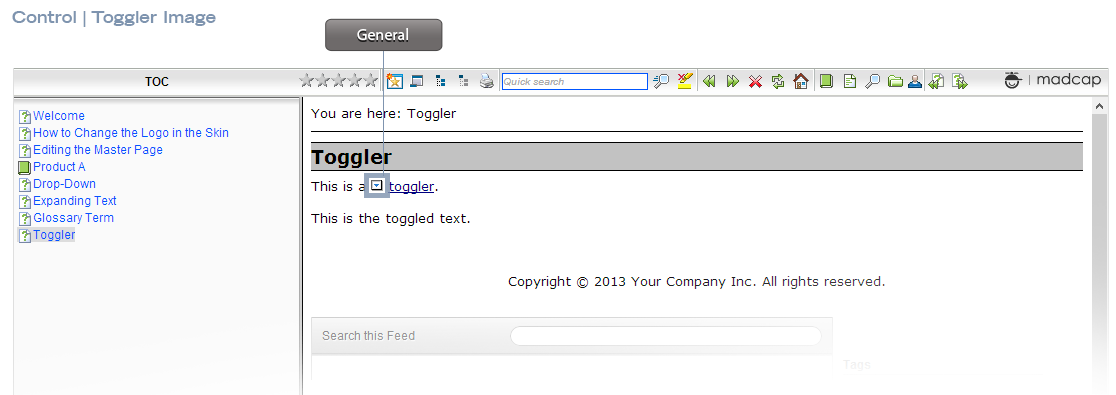 Control | Toggler Image
General
TOC
Quick search
madcap
Welcome
How to Change the Logo in the Skin
Editing the Master Page
Product A
Drop-Down
Expanding Text
Glossary Term
Toggler
You are here: Toggler
Toggler
This is a toggler.
This is the toggled text.
Copyright © 2013 Your Company Inc. All rights reserved.
Search this Feed
Tags